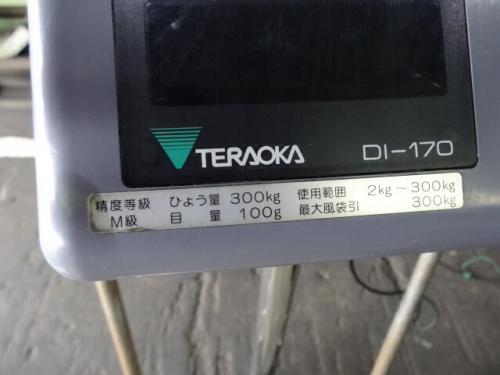 TERAOKA DI-170
精度等級 ひょう量 300kg 使用範囲 2kg～300kg
M級 目量 100g 最大風袋引 300kg